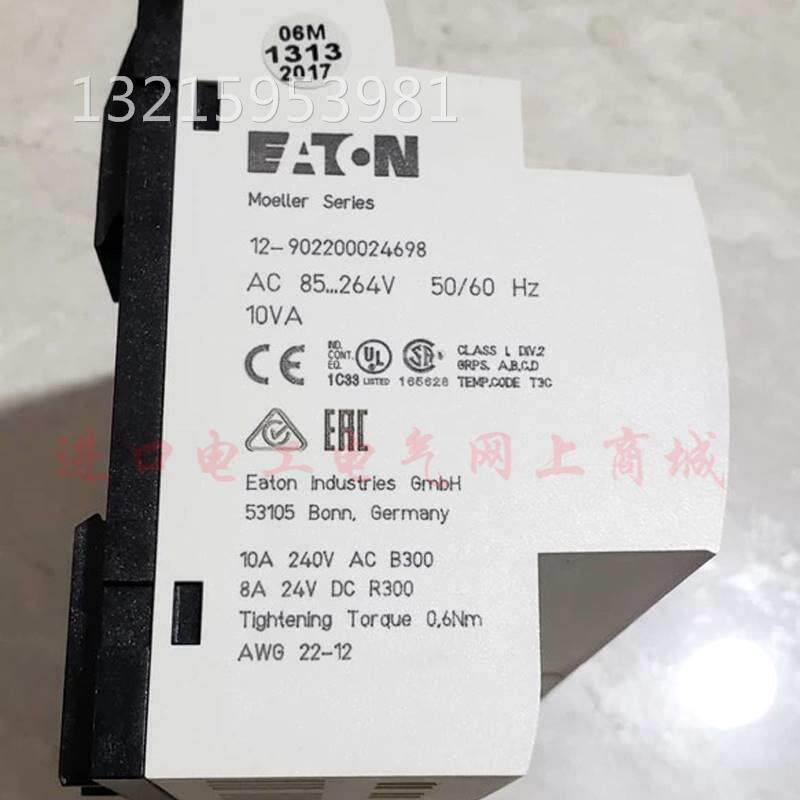 06M
1313
2017
13215953981
EATON
Moeller Series
12-902200024698
AC 85...264V 50/60 Hz
10VA
CE
IND.
CONT.
EQ.
1C33
UL
LISTED
SA
165628
CLASS I, DIV.2
GRPS. A,B,C,D
TEMP.CODE T3C
EAC
进口电工电气网上商城
Eaton Industries GmbH
53105 Bonn, Germany
10A 240V AC B300
8A 24V DC R300
Tightening Torque 0,6Nm
AWG 22-12